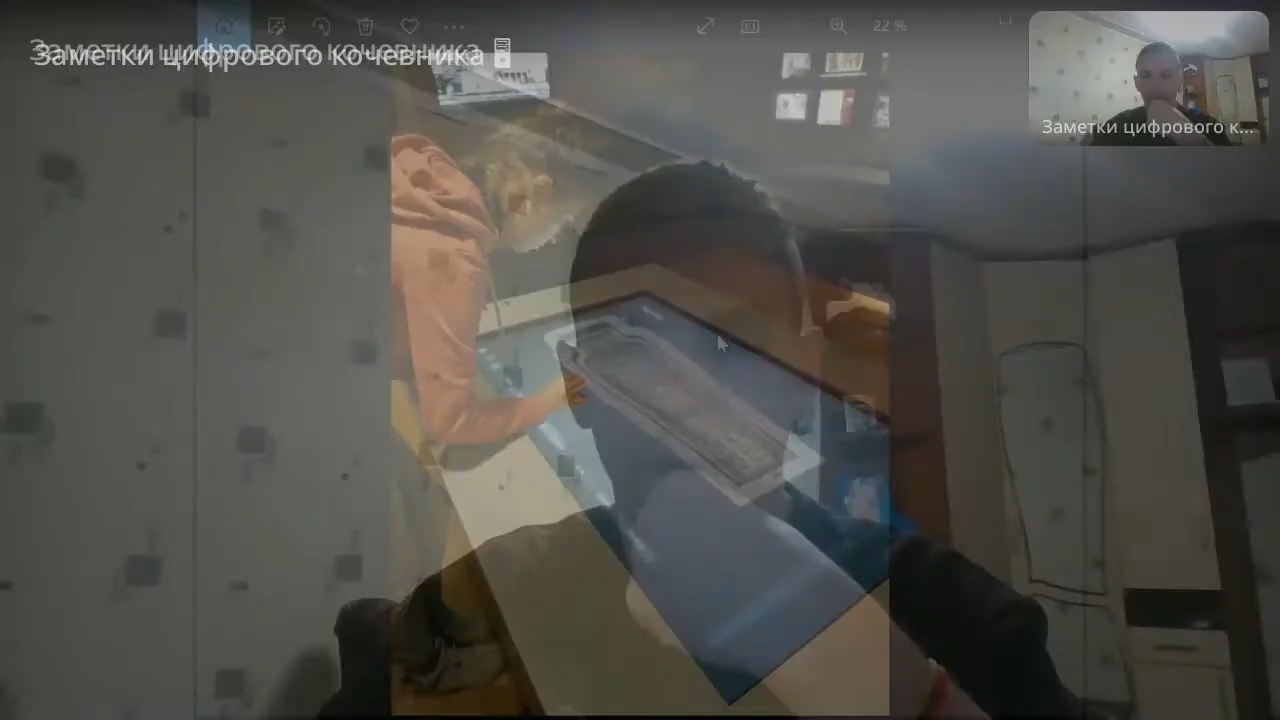 22 %
Заметки цифрового кочевника
Заметки цифрового к...